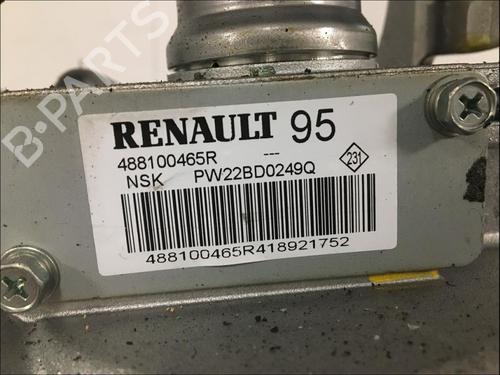 B-PARTS
RENAULT 95
488100465R ---
NSK PW22BD0249Q
231
488100465R418921752